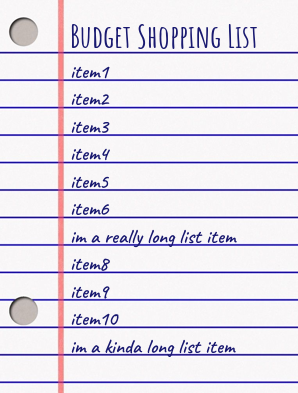 Budget Shopping List
item1
item2
item3
item4
item5
item6
im a really long list item
item8
item9
item10
im a kinda long list item